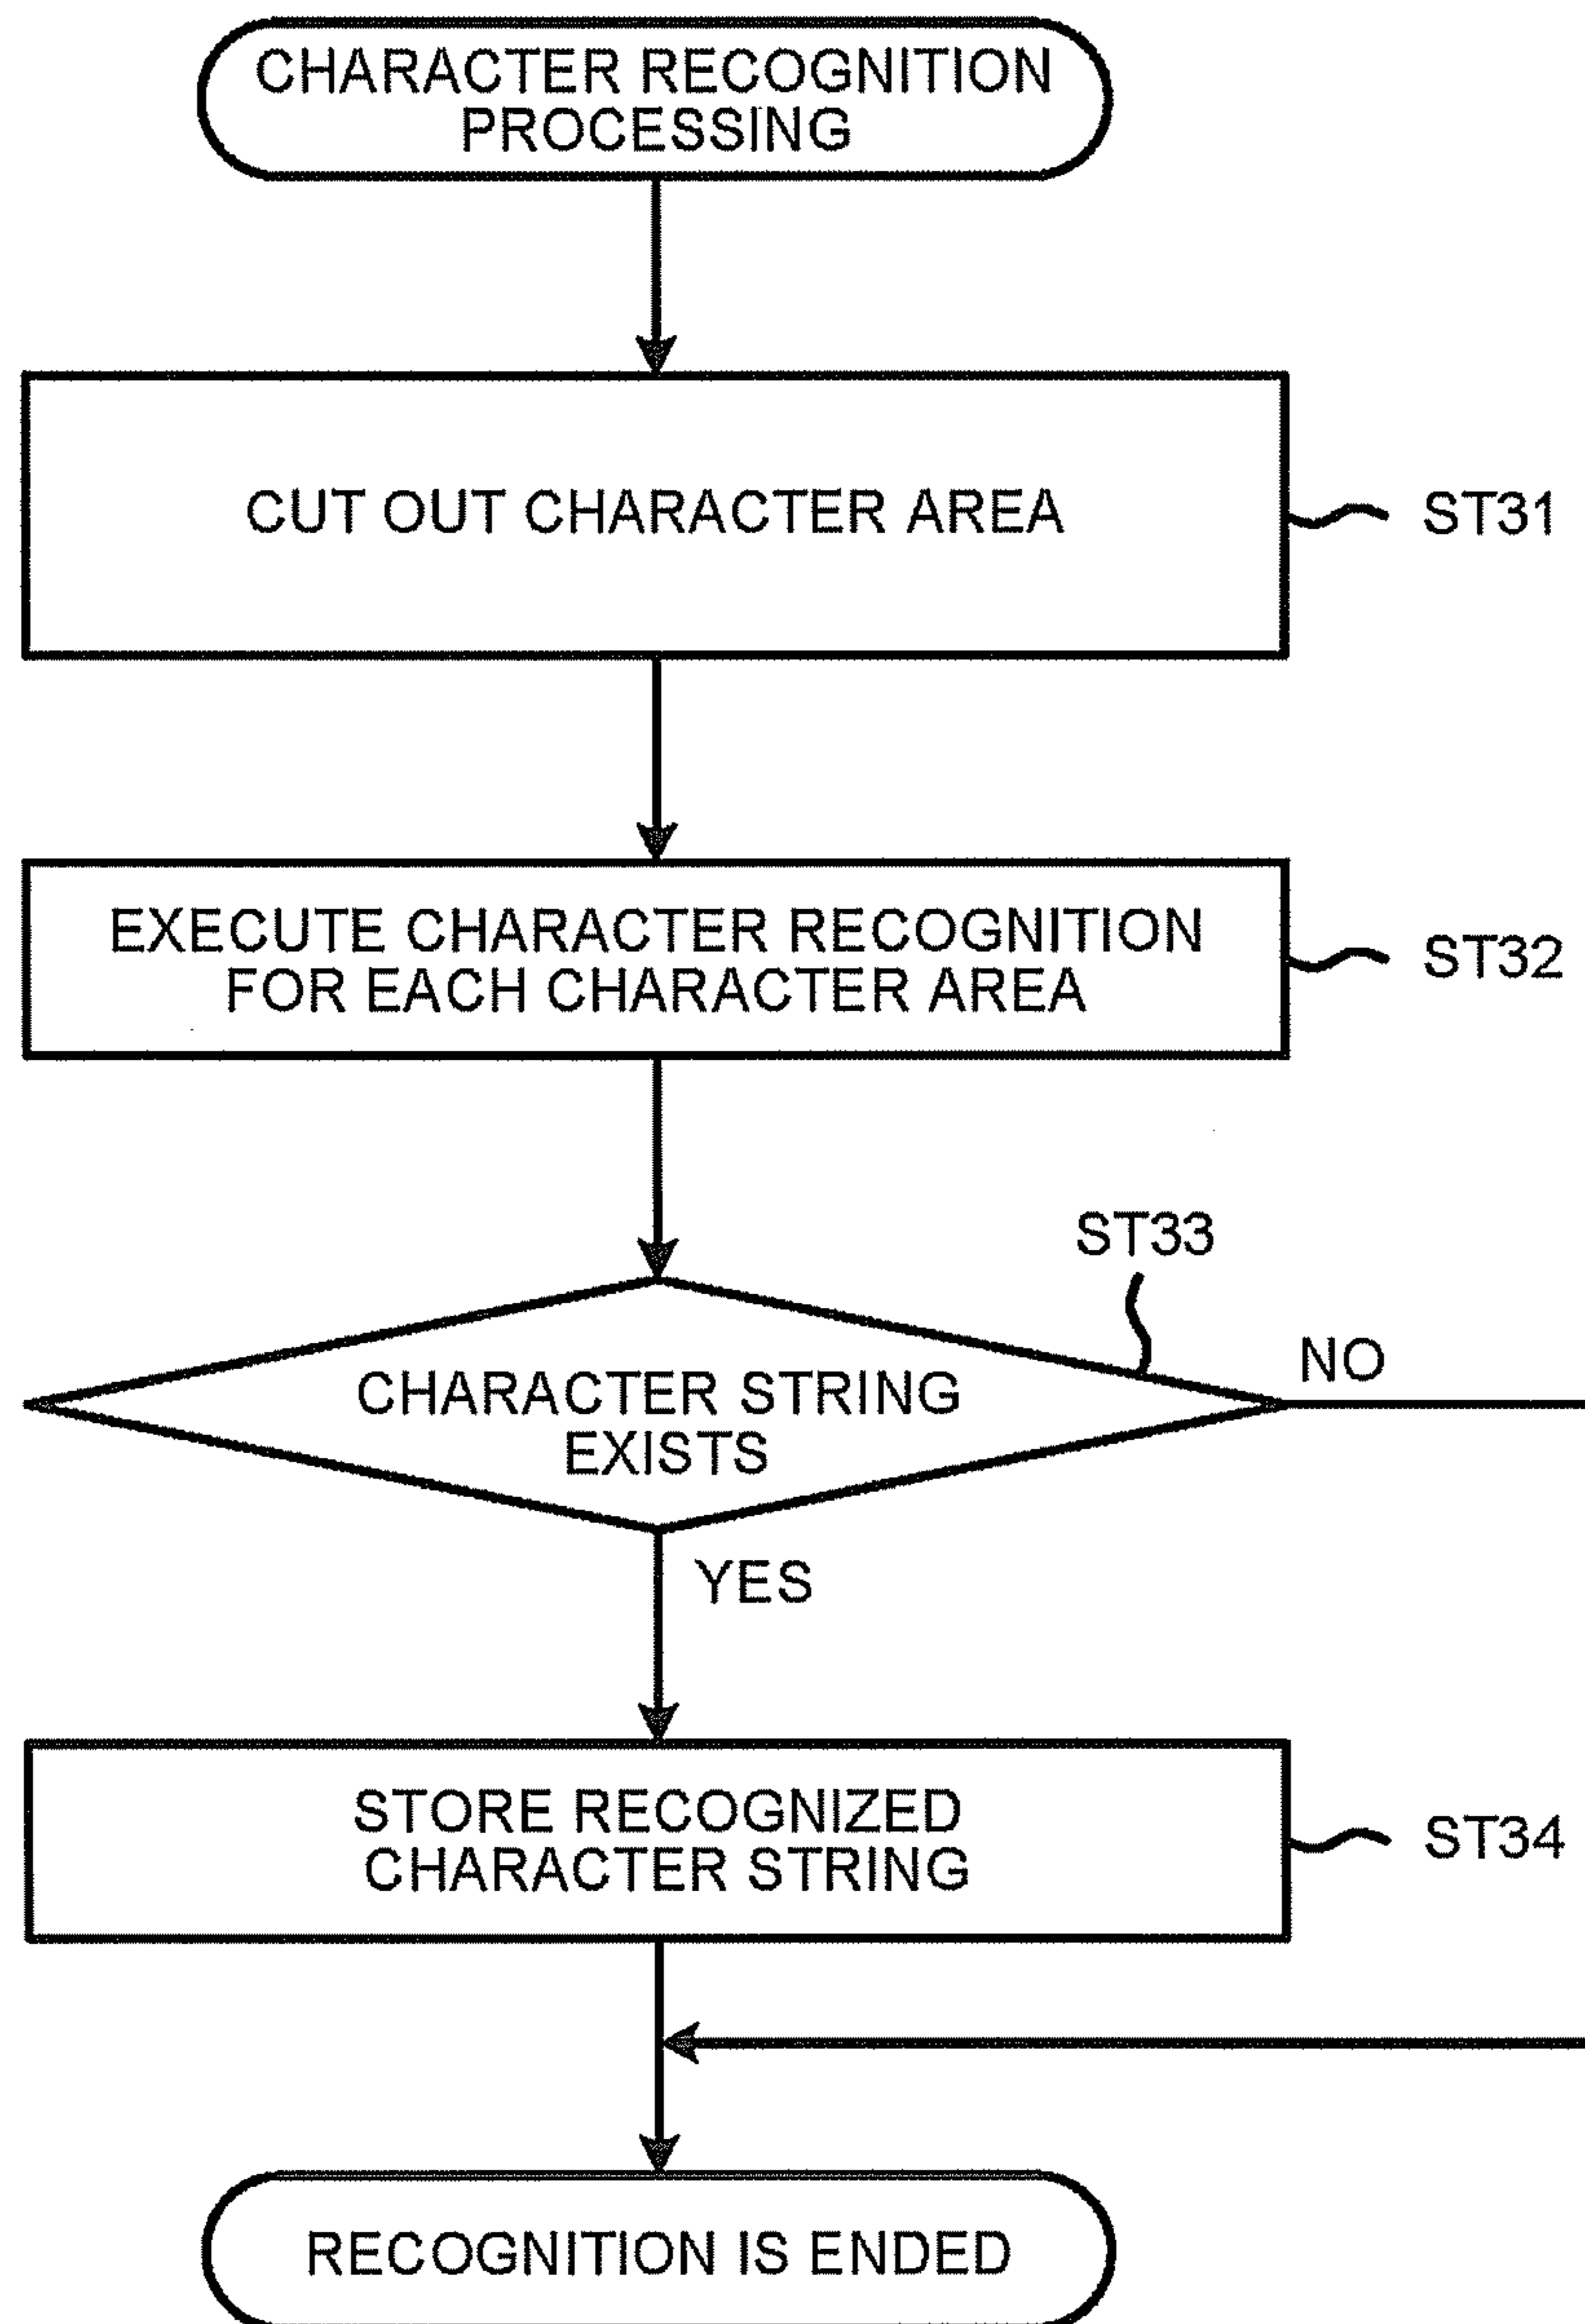 CHARACTER RECOGNITION
PROCESSING
CUT OUT CHARACTER AREA
ST31
EXECUTE CHARACTER RECOGNITION
FOR EACH CHARACTER AREA
ST32
ST33
CHARACTER STRING
EXISTS
NO
YES
STORE RECOGNIZED
CHARACTER STRING
ST34
RECOGNITION IS ENDED